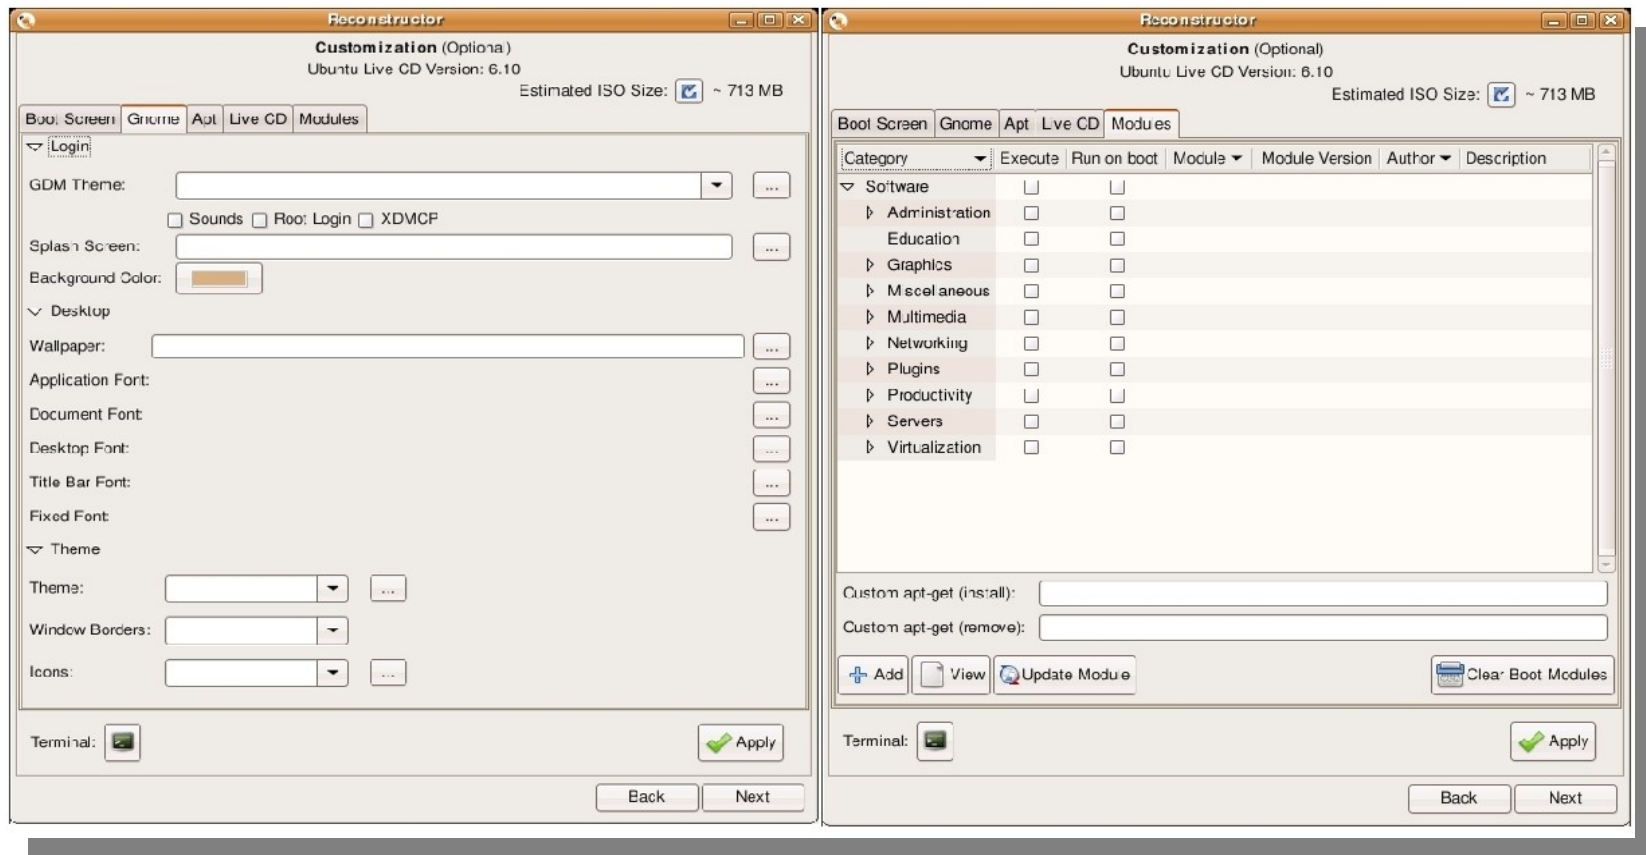 Reconstructor
Customization (Optional)
Ubuntu Live CD Version: 6.10
Estimated ISO Size: ~ 713 MB
Boot Screen Gnome Apt Live CD Modules
Login
GDM Theme: ...
Sounds Root Login XDMCP
Splash Screen: ...
Background Color:
Desktop
Wallpaper: ...
Application Font: ...
Document Font: ...
Desktop Font: ...
Title Bar Font: ...
Fixed Font: ...
Theme
Theme: ...
Window Borders:
Icons: ...
Terminal: Apply
Back Next
Reconstructor
Customization (Optional)
Ubuntu Live CD Version: 6.10
Estimated ISO Size: ~ 713 MB
Boot Screen Gnome Apt Live CD Modules
Category Execute Run on boot Module Module Version Author Description
Software
Administration
Education
Graphics
Miscellaneous
Multimedia
Networking
Plugins
Productivity
Servers
Virtualization
Custom apt-get (install):
Custom apt-get (remove):
Add View Update Module Clear Boot Modules
Terminal: Apply
Back Next